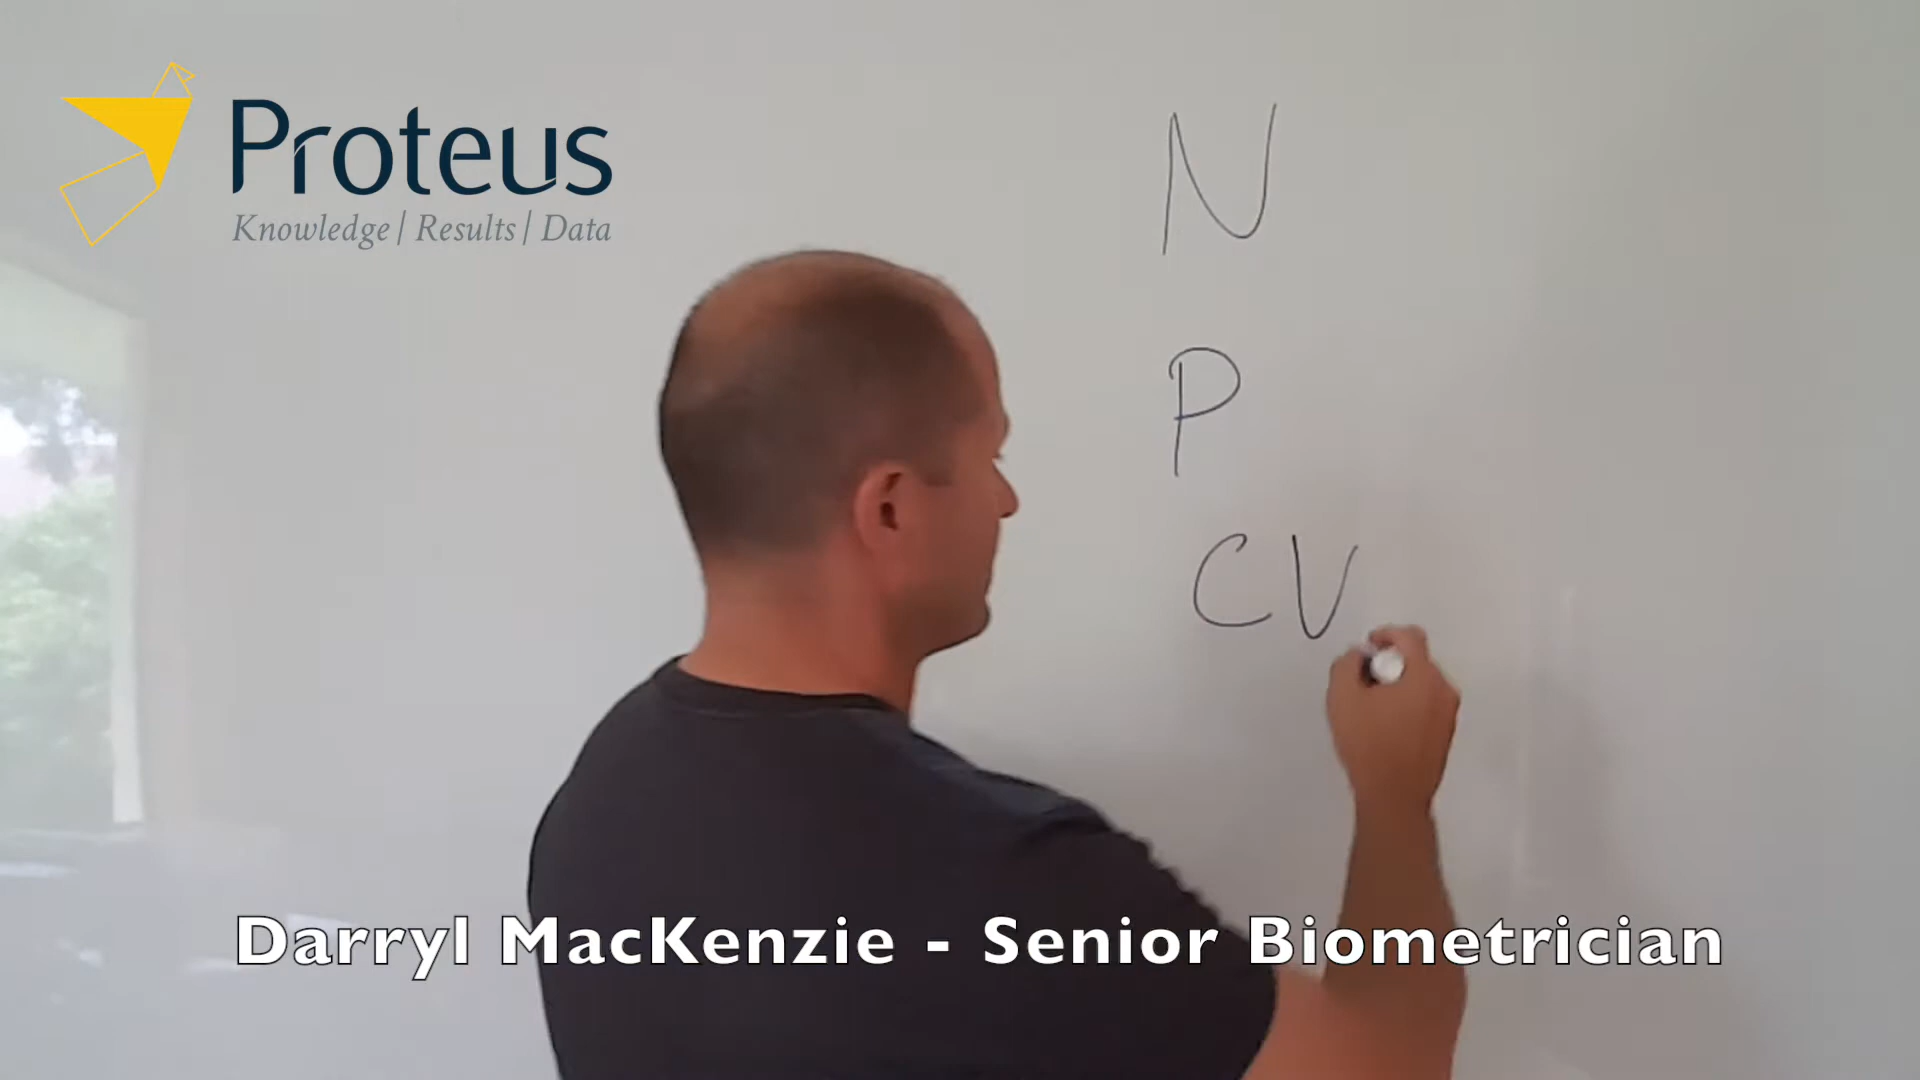 Proteus
Knowledge | Results | Data
N
P
CV
Darryl MacKenzie - Senior Biometrician